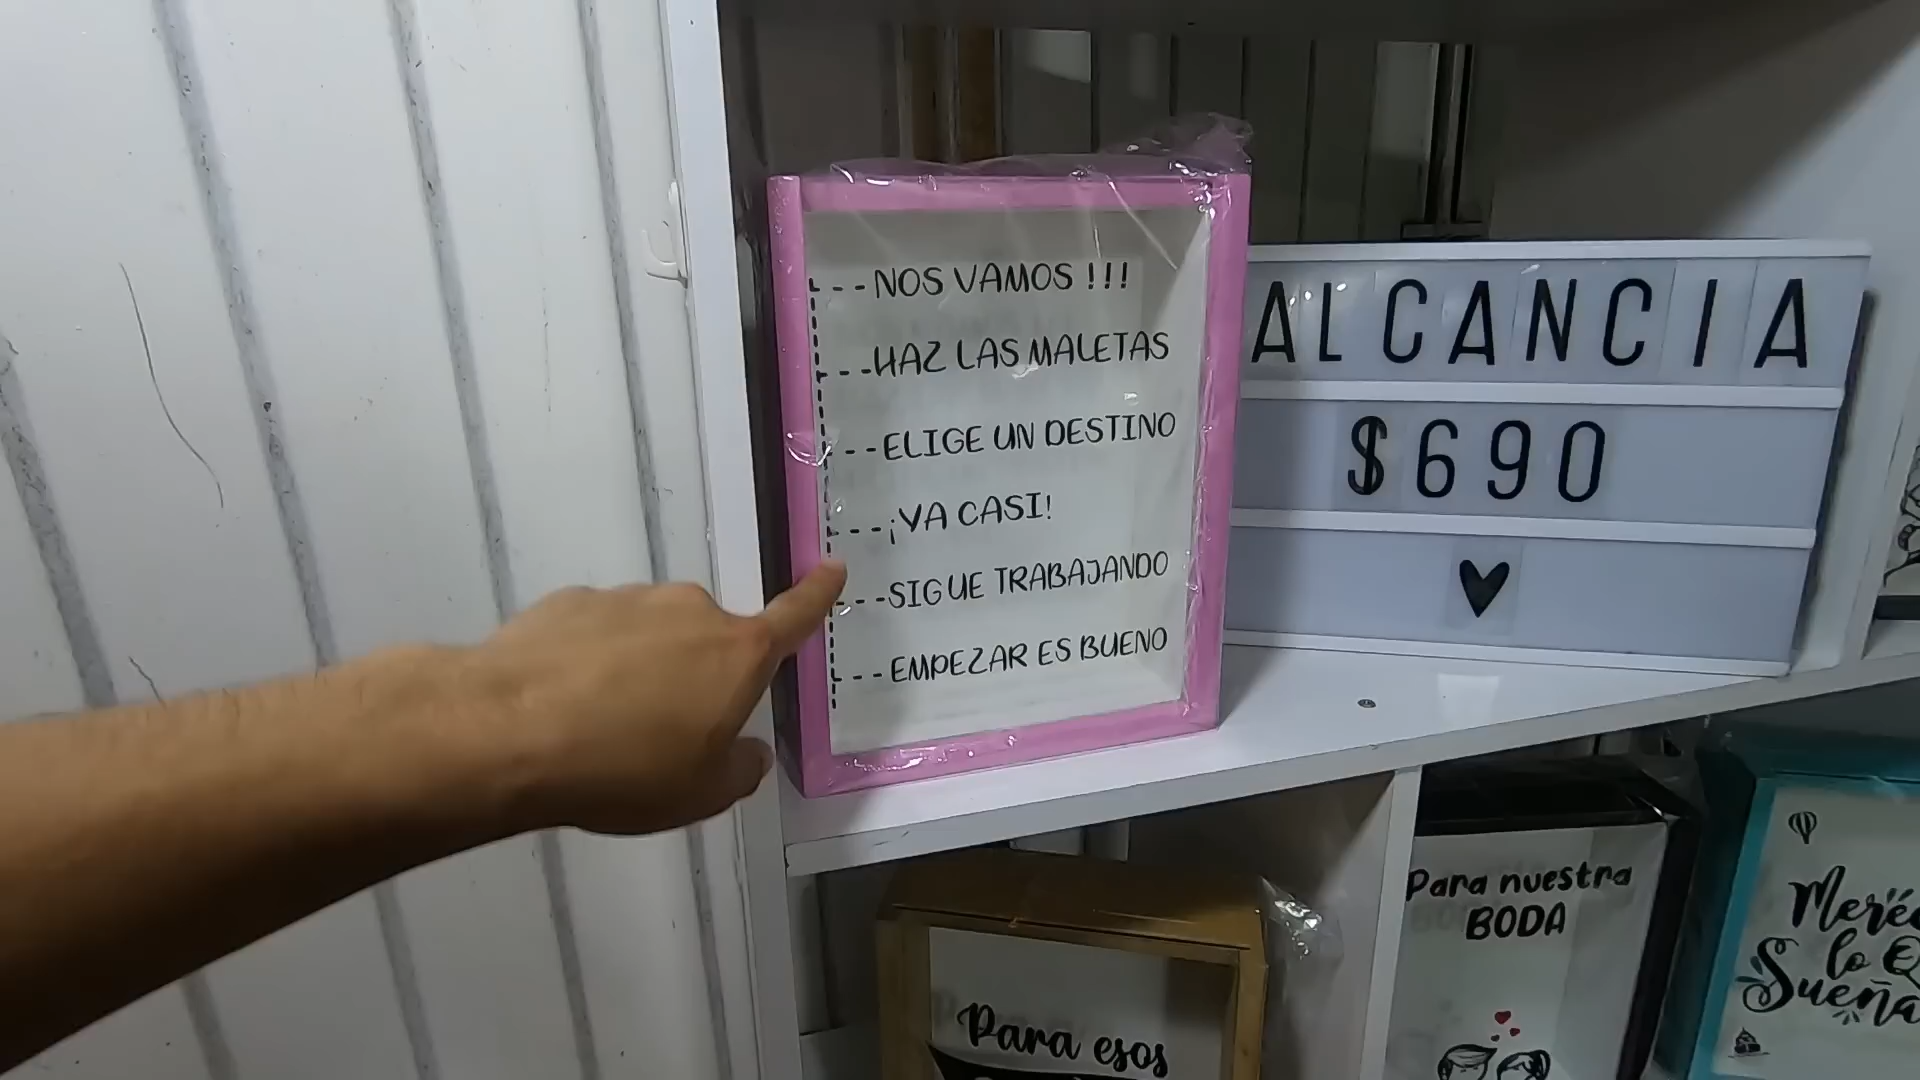 NOS VAMOS !!!
HAZ LAS MALETAS
ELIGE UN DESTINO
¡YA CASI!
SIGUE TRABAJANDO
EMPEZAR ES BUENO
ALCANCIA
$690
Para esos
Para nuestra
BODA
lo